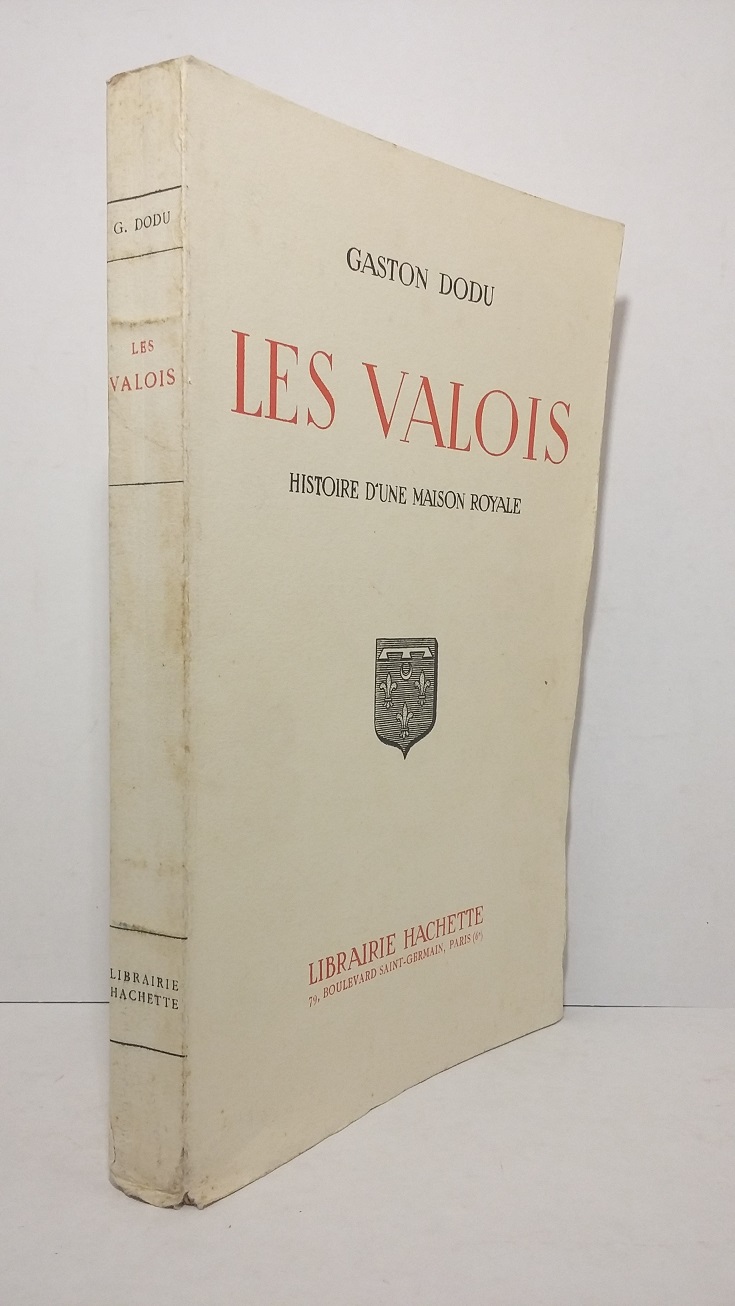 G. DODU
LES
VALOIS
LIBRAIRIE
HACHETTE
GASTON DODU
LES VALOIS
HISTOIRE D'UNE MAISON ROYALE
LIBRAIRIE HACHETTE
79, BOULEVARD SAINT-GERMAIN, PARIS (6e)